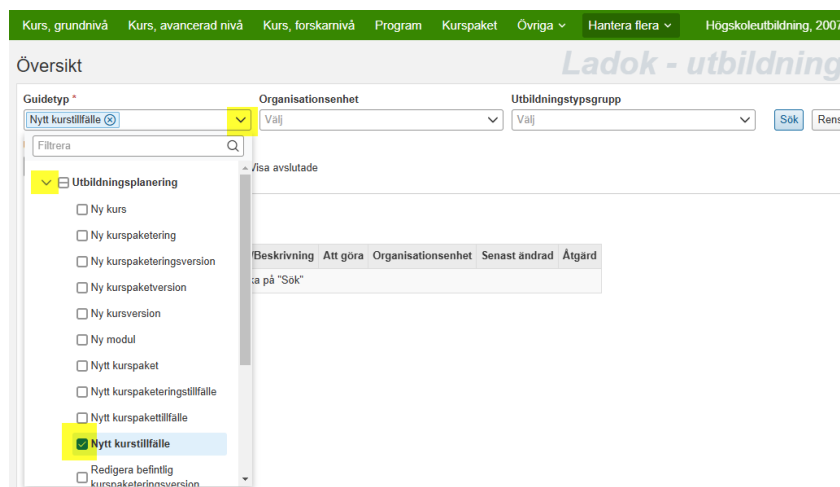 Kurs, grundnivå Kurs, avancerad nivå Kurs, forskarnivå Program Kurspaket Övriga Hantera flera Högskoleutbildning, 2007
Översikt
Ladok - utbildning
Guidetyp * Organisationsenhet Utbildningstypsgrupp
Nytt kurstillfälle Välj Välj Sök Rens
Filtrera
Visa avslutade
Utbildningsplanering
Ny kurs
Ny kurspaketering
/Beskrivning Att göra Organisationsenhet Senast ändrad Åtgärd
Ny kurspaketeringsversion
ka på "Sök"
Ny kurspaketversion
Ny kursversion
Ny modul
Nytt kurspaket
Nytt kurspaketeringstillfälle
Nytt kurspakettillfälle
Nytt kurstillfälle
Redigera befintlig
kurspaketeringsversion